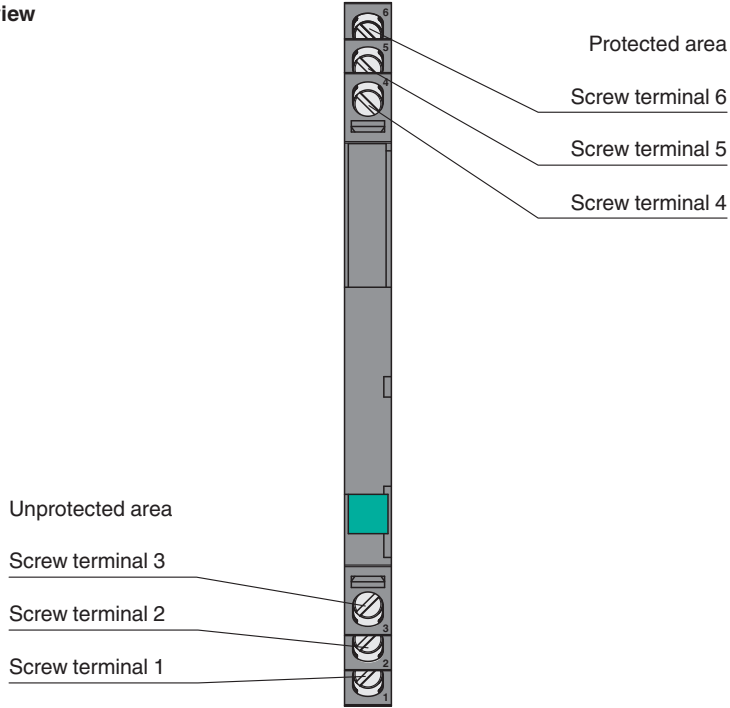 iew
6
Protected area
5
Screw terminal 6
4
Screw terminal 5
Screw terminal 4
Unprotected area
Screw terminal 3
Screw terminal 2
3
Screw terminal 1
2
1